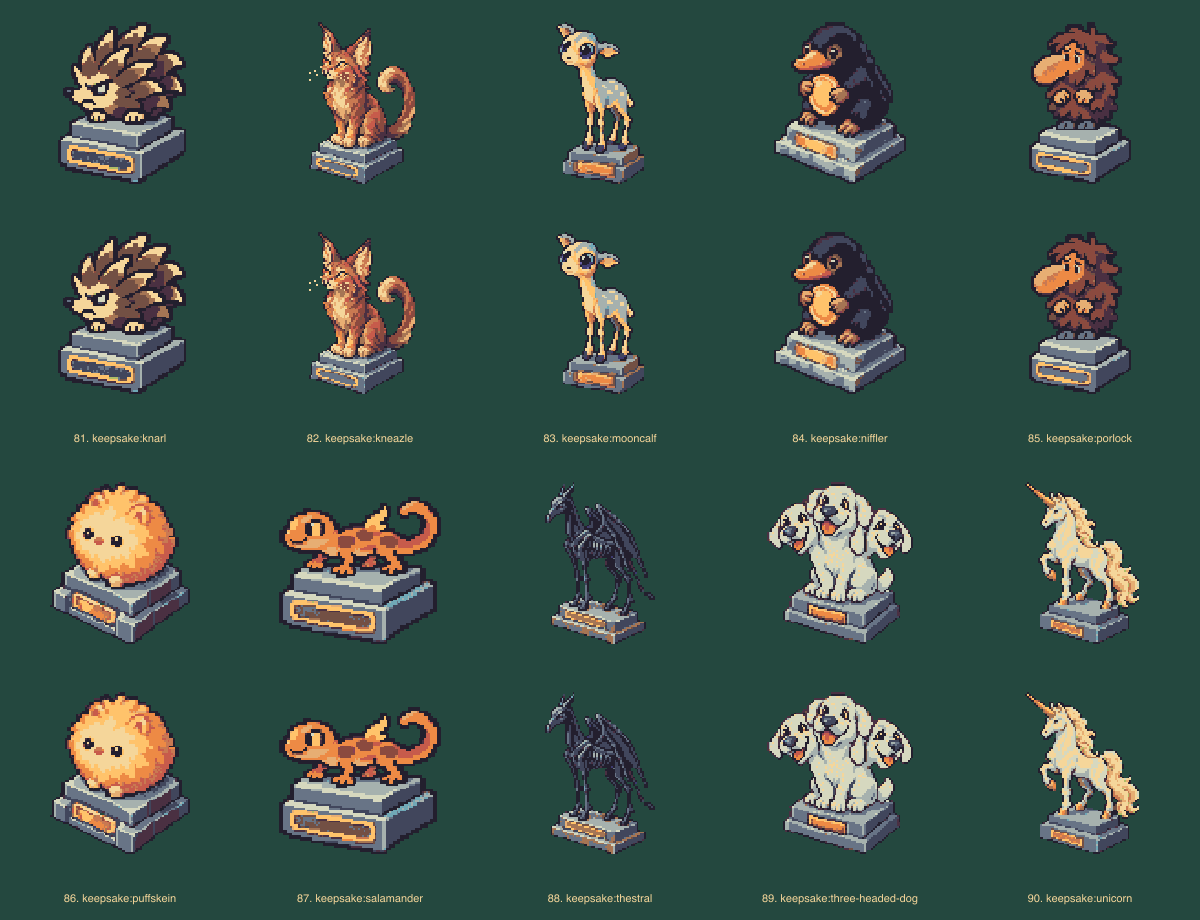 81. keepsake:knarl
82. keepsake:kneazle
83. keepsake:mooncalf
84. keepsake:niffler
85. keepsake:porlock
86. keepsake:puffskein
87. keepsake:salamander
88. keepsake:thestral
89. keepsake:three-headed-dog
90. keepsake:unicorn